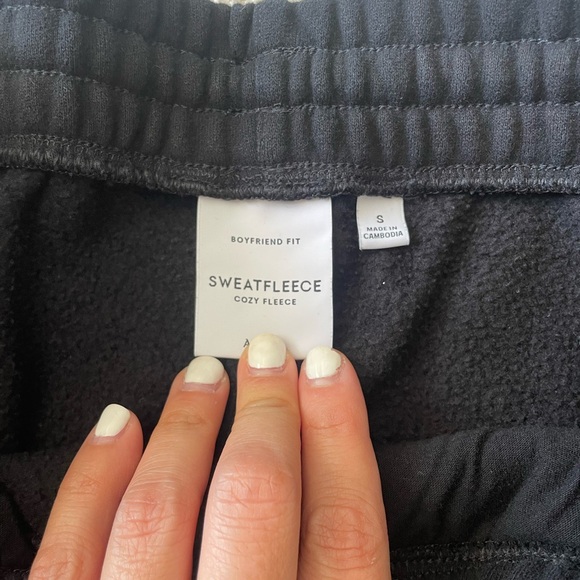 BOYFRIEND FIT
SWEATFLEECE
COZY FLEECE
S
MADE IN
CAMBODIA